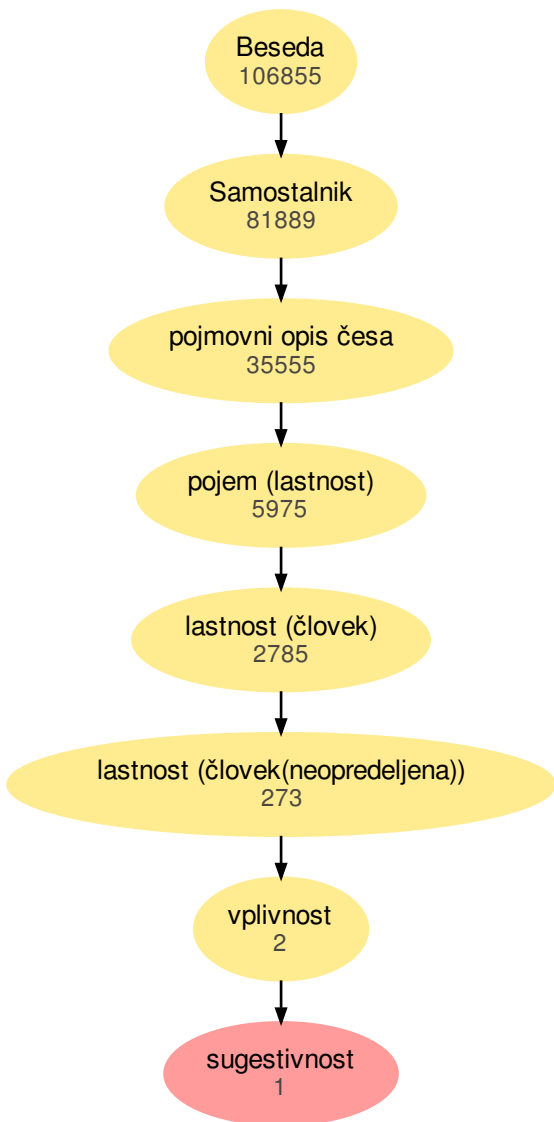 Beseda
106855
Samostalnik
81889
pojmovni opis česa
35555
pojem (lastnost)
5975
lastnost (človek)
2785
lastnost (človek(neopredeljena))
273
vplivnost
2
sugestivnost
1